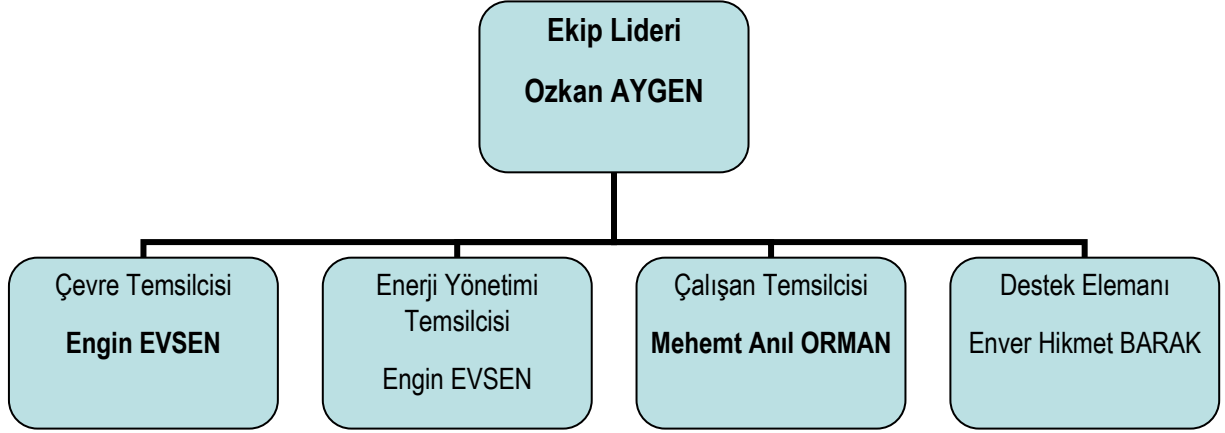 Ekip Lideri
Ozkan AYGEN
Çevre Temsilcisi
Engin EVSEN
Enerji Yönetimi
Temsilcisi
Engin EVSEN
Çalışan Temsilcisi
Mehemt Anıl ORMAN
Destek Elemanı
Enver Hikmet BARAK